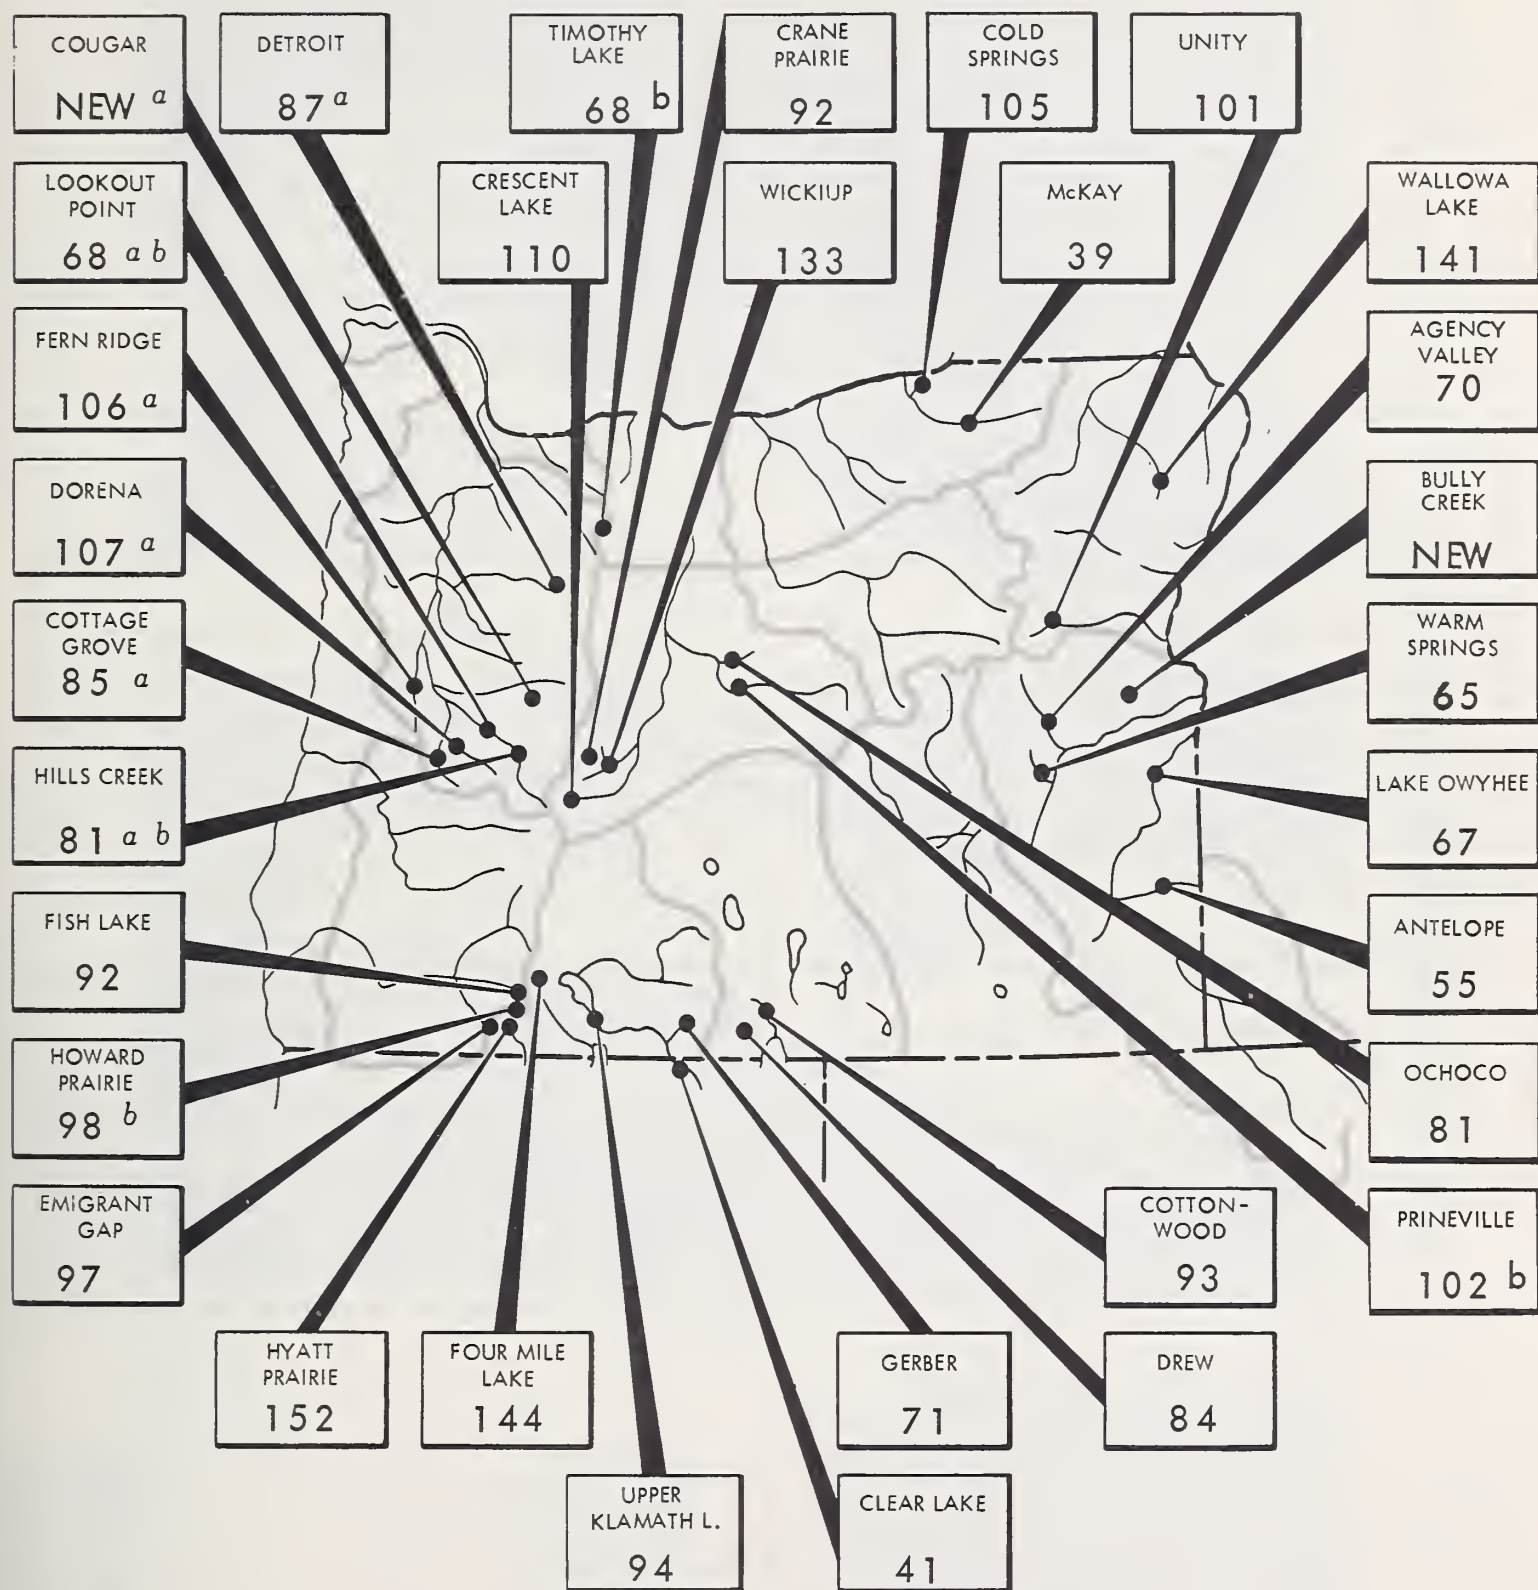 COUGAR
NEW a
DETROIT
87 a
TIMOTHY
LAKE
68 b
CRANE
PRAIRIE
92
COLD
SPRINGS
105
UNITY
101
LOOKOUT
POINT
68 a b
CRESCENT
LAKE
110
WICKIUP
133
McKAY
39
WALLOWA
LAKE
141
FERN RIDGE
106 a
AGENCY
VALLEY
70
DORENA
107 a
BULLY
CREEK
NEW
COTTAGE
GROVE
85 a
WARM
SPRINGS
65
HILLS CREEK
81 a b
LAKE OWYHEE
67
FISH LAKE
92
ANTELOPE
55
HOWARD
PRAIRIE
98 b
OCHOCO
81
EMIGRANT
GAP
97
COTTON-
WOOD
93
PRINEVILLE
102 b
HYATT
PRAIRIE
152
FOUR MILE
LAKE
144
GERBER
71
DREW
84
UPPER
KLAMATH L.
94
CLEAR LAKE
41